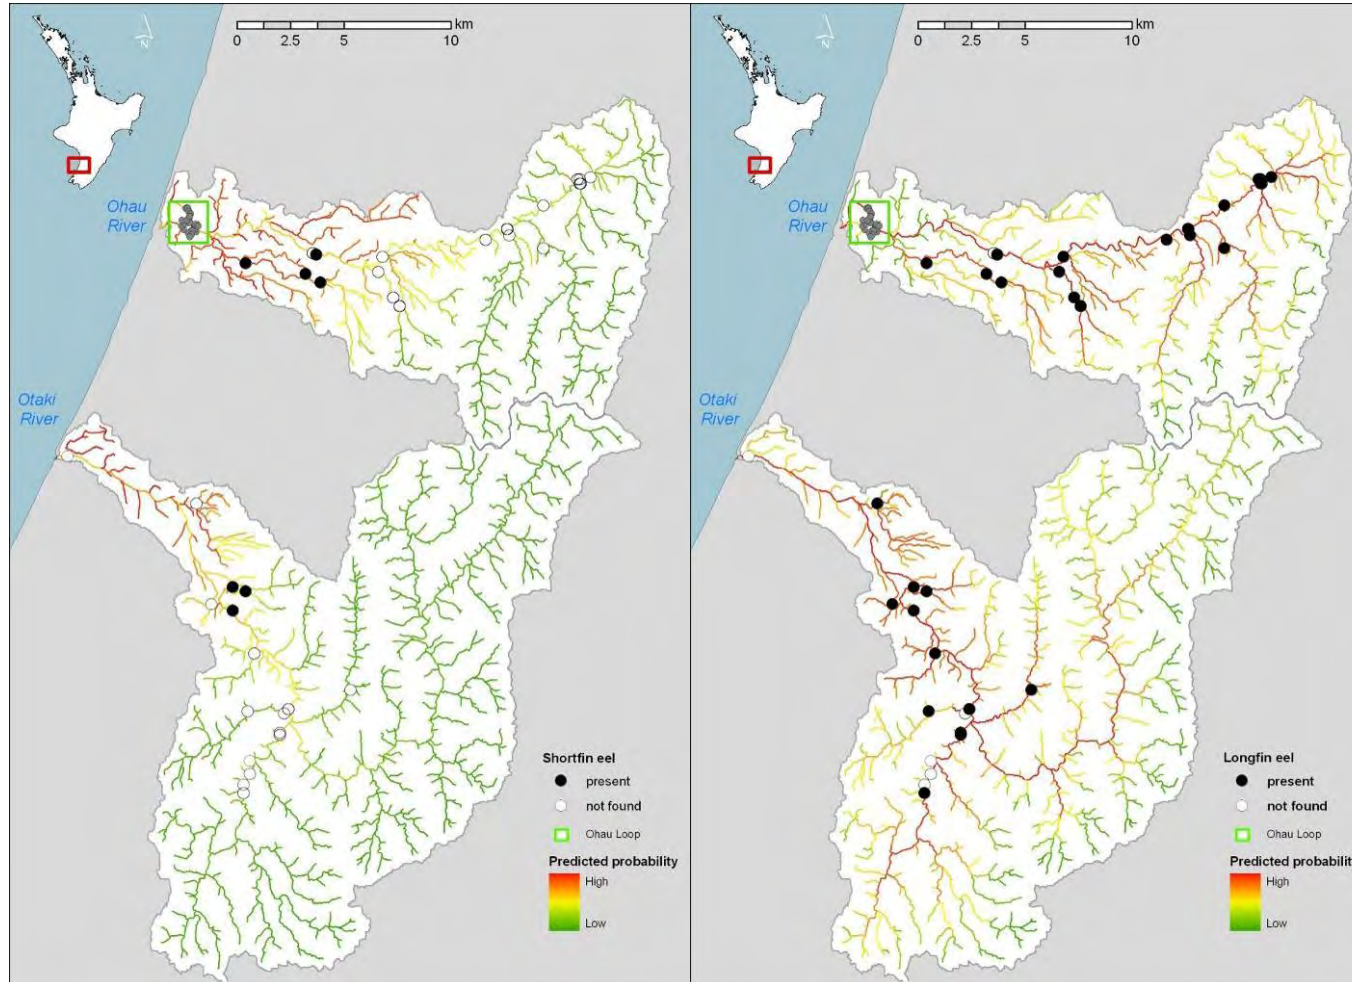 N
km
0 2.5 5 10
Ohau
River
Otaki
River
Shortfin eel
present
not found
Ohau Loop
Predicted probability
High
Low
N
km
0 2.5 5 10
Ohau
River
Otaki
River
Longfin eel
present
not found
Ohau Loop
Predicted probability
High
Low